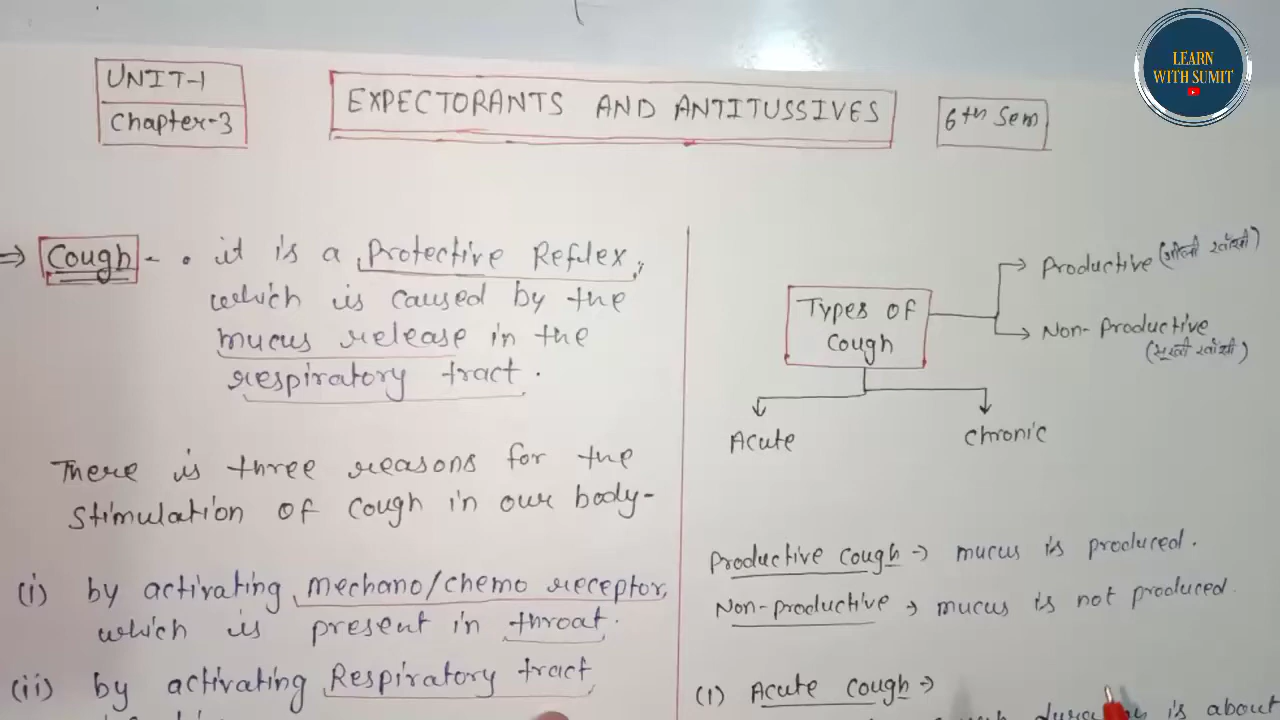 LEARN
WITH SUMIT
UNIT-1
Chapter-3
EXPECTORANTS AND ANTITUSSIVES
6th Sem
⇒ Cough - • it is a Protective Reflex,
which is caused by the
mucus release in the
respiratory tract.
There is three reasons for the
stimulation of cough in our body-
(i) by activating mechano/chemo receptor,
which is present in throat.
(ii) by activating Respiratory tract
Types of
Cough
Productive (गीली खाँसी)
Non-Productive
(सूखी खाँसी)
Acute
Chronic
Productive cough → mucus is produced.
Non-productive → mucus is not produced.
(1) Acute cough →
is about